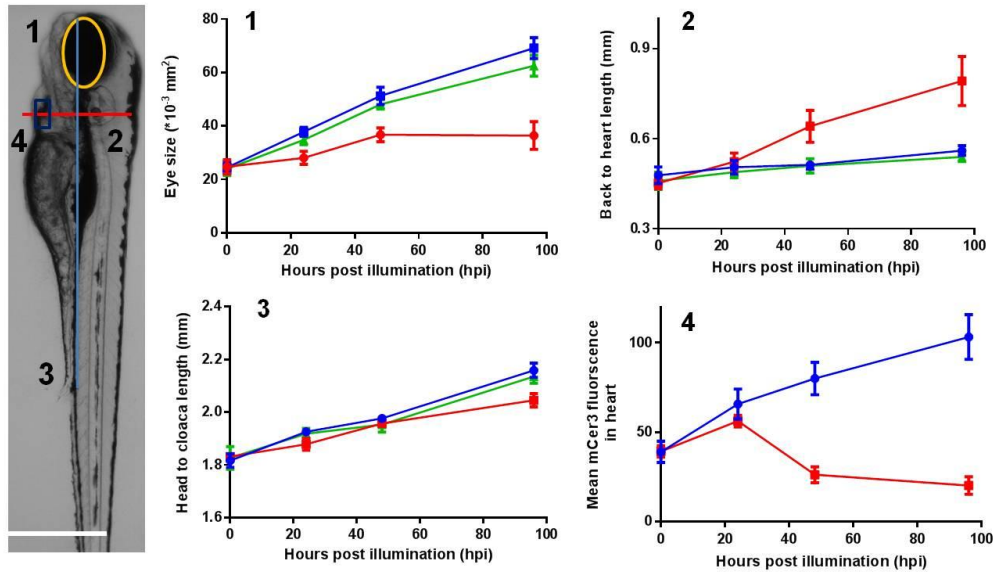 1
4
2
3
1
Eye size (*10⁻³ mm²)
80
60
40
20
0
0 20 40 60 80 100
Hours post illumination (hpi)
2
Back to heart length (mm)
0.9
0.6
0.3
0 20 40 60 80 100
Hours post illumination (hpi)
3
Head to cloaca length (mm)
2.4
2.2
2.0
1.8
1.6
0 20 40 60 80 100
Hours post illumination (hpi)
4
Mean mCer3 fluorescence
in heart
100
50
0
0 20 40 60 80 100
Hours post illumination (hpi)